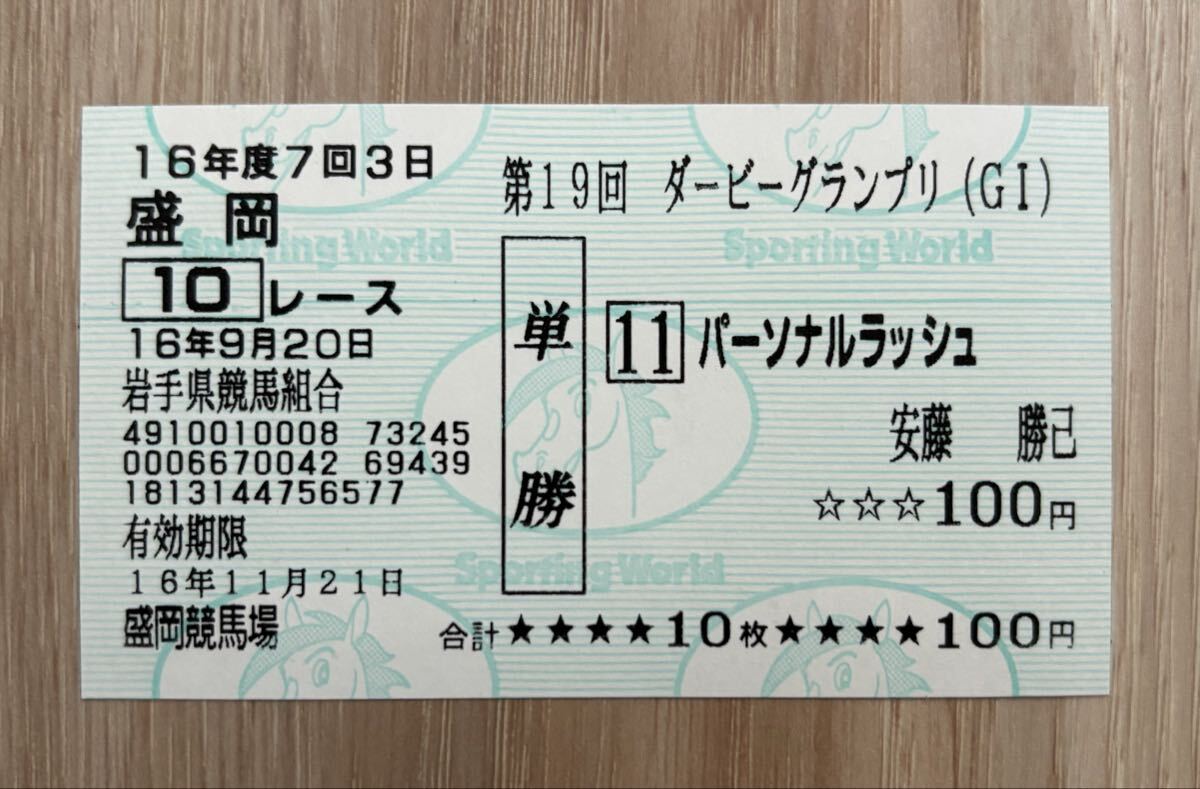 16年度7回3日
盛岡
10レース
16年9月20日
岩手県競馬組合
4910010008 73245
0006670042 69439
1813144756577
有効期限
16年11月21日
盛岡競馬場
第19回 ダービーグランプリ(GI)
単勝
11 パーソナルラッシュ
安藤 勝己
☆☆☆100円
合計★★★★10枚★★★★100円
Sporting World
Sporting World
Sporting World